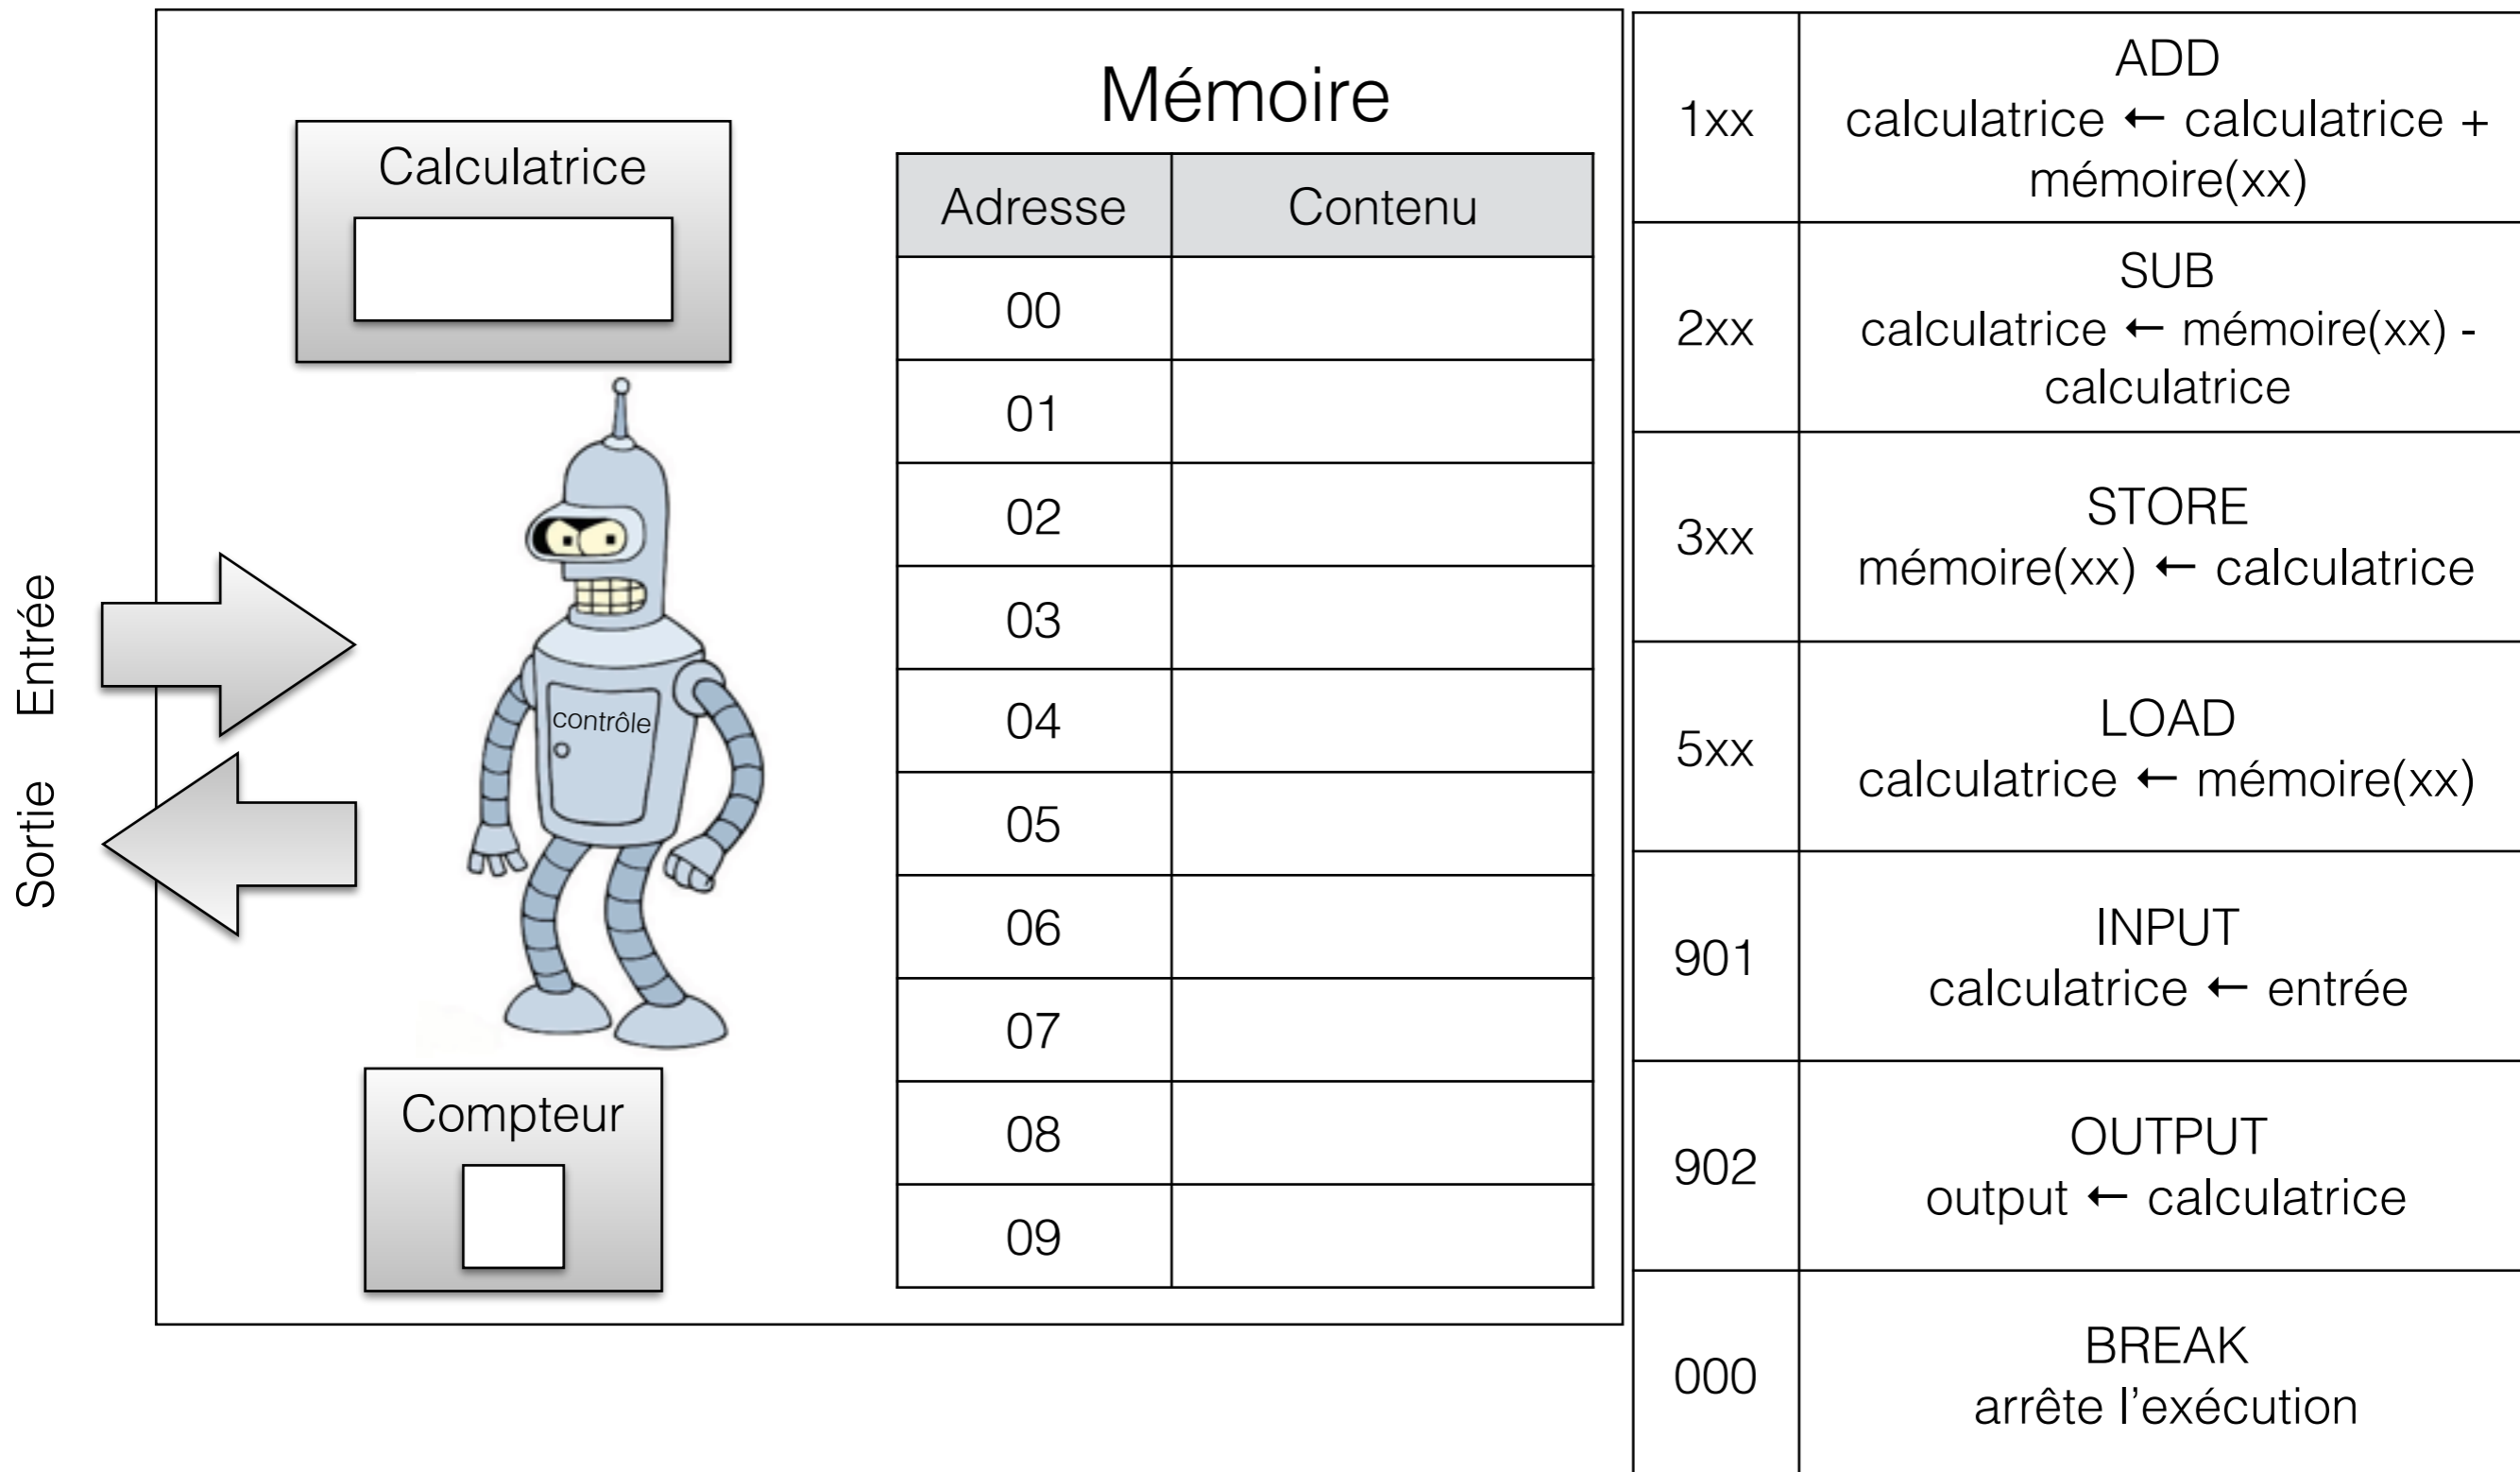 Mémoire
Calculatrice
Adresse Contenu
00
01
02
03
04
05
06
07
08
09
Entrée
Sortie
contrôle
Compteur
1xx
ADD
calculatrice ← calculatrice +
mémoire(xx)
2xx
SUB
calculatrice ← mémoire(xx) -
calculatrice
3xx
STORE
mémoire(xx) ← calculatrice
5xx
LOAD
calculatrice ← mémoire(xx)
901
INPUT
calculatrice ← entrée
902
OUTPUT
output ← calculatrice
000
BREAK
arrête l'exécution